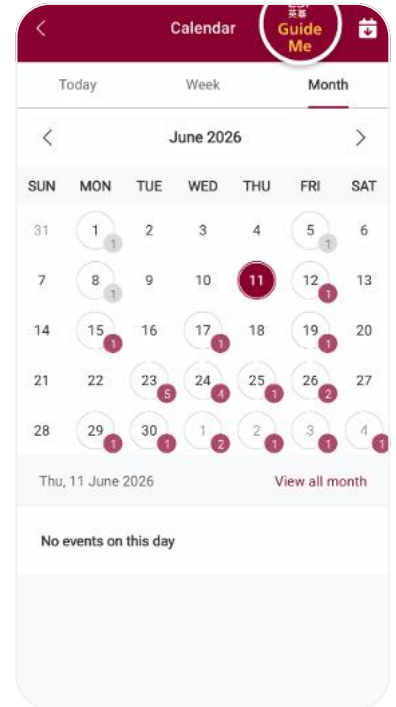 Calendar
英基
Guide
Me
Today Week Month
June 2026
SUN MON TUE WED THU FRI SAT
31 1 1 2 3 4 5 1 6
7 8 1 9 10 11 12 1 13
14 15 1 16 17 1 18 19 1 20
21 22 23 5 24 4 25 1 26 2 27
28 29 1 30 1 1 2 2 1 3 1 4 1
Thu, 11 June 2026 View all month
No events on this day